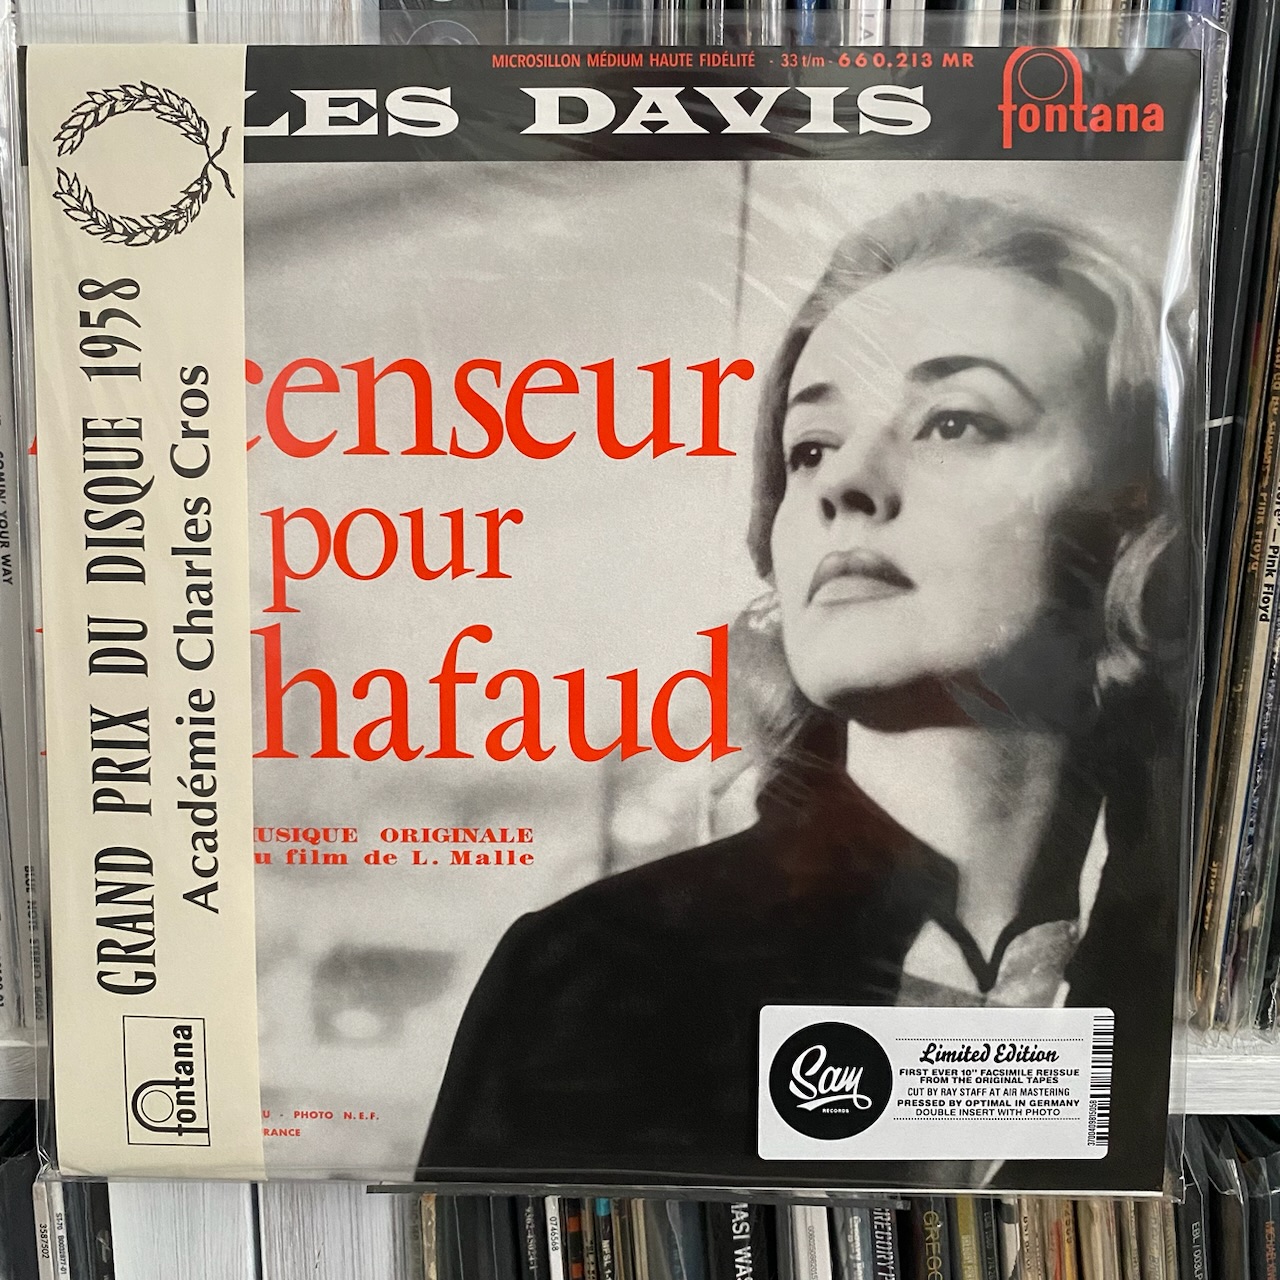 MICROSILLON MÉDIUM HAUTE FIDÉLITÉ - 33 t/m - 660.213 MR
LES DAVIS
fontana
GRAND PRIX DU DISQUE 1958
Académie Charles Cros
fontana
censeur
pour
hafaud
USIQUE ORIGINALE
u film de L. Malle
U - PHOTO N.E.F.
RANCE
Sam
RECORDS
Limited Edition
FIRST EVER 10" FACSIMILE REISSUE
FROM THE ORIGINAL TAPES
CUT BY RAY STAFF AT AIR MASTERING
PRESSED BY OPTIMAL IN GERMANY
DOUBLE INSERT WITH PHOTO
3700409815058
COMIN' YOUR WAY
Pink Floyd
3587502
0746568